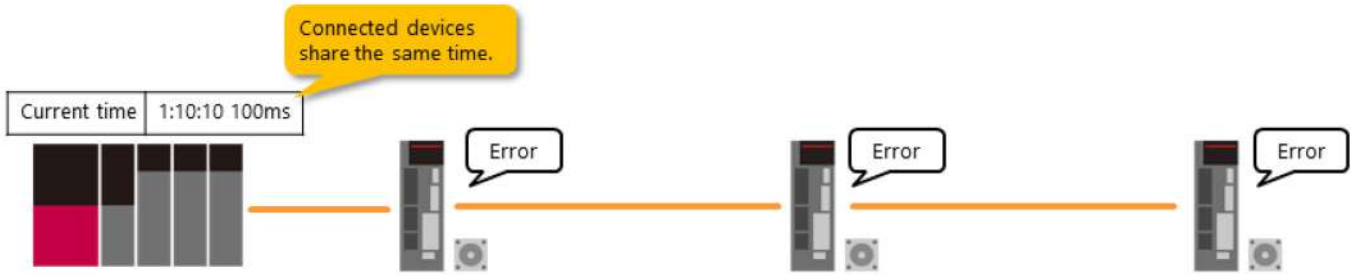 Connected devices
share the same time.
Current time 1:10:10 100ms
Error
Error
Error